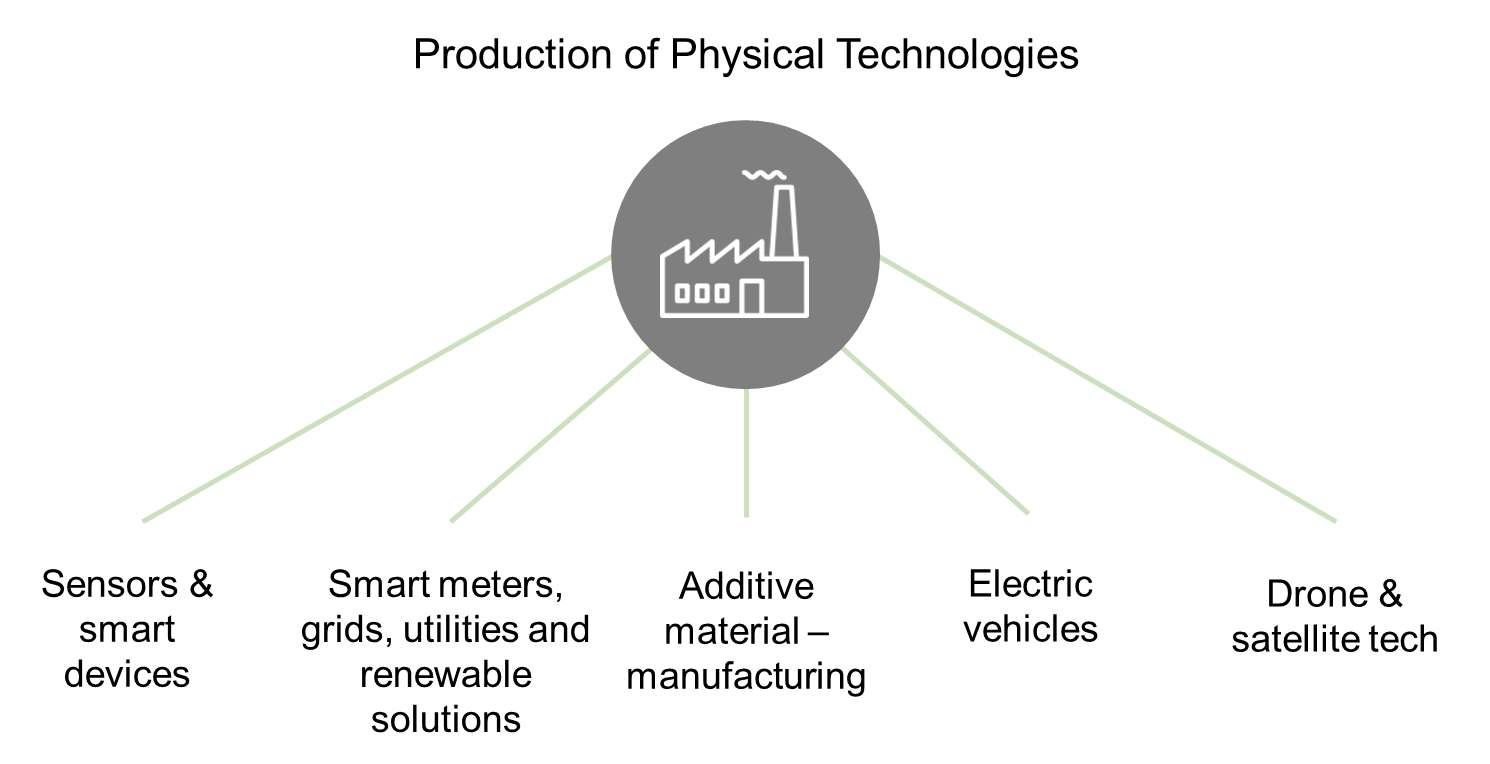 Production of Physical Technologies
Sensors &
smart
devices
Smart meters,
grids, utilities and
renewable
solutions
Additive
material –
manufacturing
Electric
vehicles
Drone &
satellite tech